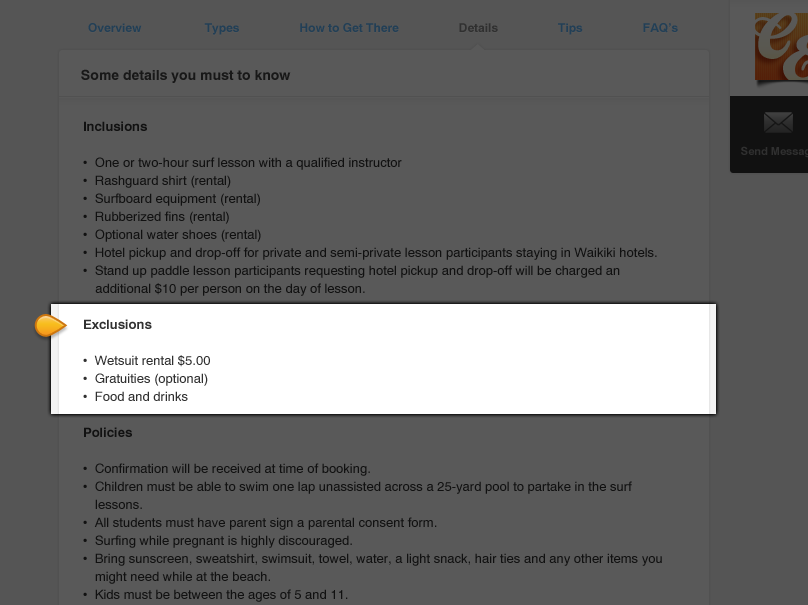 Overview Types How to Get There Details Tips FAQ's
Some details you must to know
Inclusions
• One or two-hour surf lesson with a qualified instructor
• Rashguard shirt (rental)
• Surfboard equipment (rental)
• Rubberized fins (rental)
• Optional water shoes (rental)
• Hotel pickup and drop-off for private and semi-private lesson participants staying in Waikiki hotels.
• Stand up paddle lesson participants requesting hotel pickup and drop-off will be charged an
additional $10 per person on the day of lesson.
Exclusions
• Wetsuit rental $5.00
• Gratuities (optional)
• Food and drinks
Policies
• Confirmation will be received at time of booking.
• Children must be able to swim one lap unassisted across a 25-yard pool to partake in the surf
lessons.
• All students must have parent sign a parental consent form.
• Surfing while pregnant is highly discouraged.
• Bring sunscreen, sweatshirt, swimsuit, towel, water, a light snack, hair ties and any other items you
might need while at the beach.
• Kids must be between the ages of 5 and 11.
Send Messag